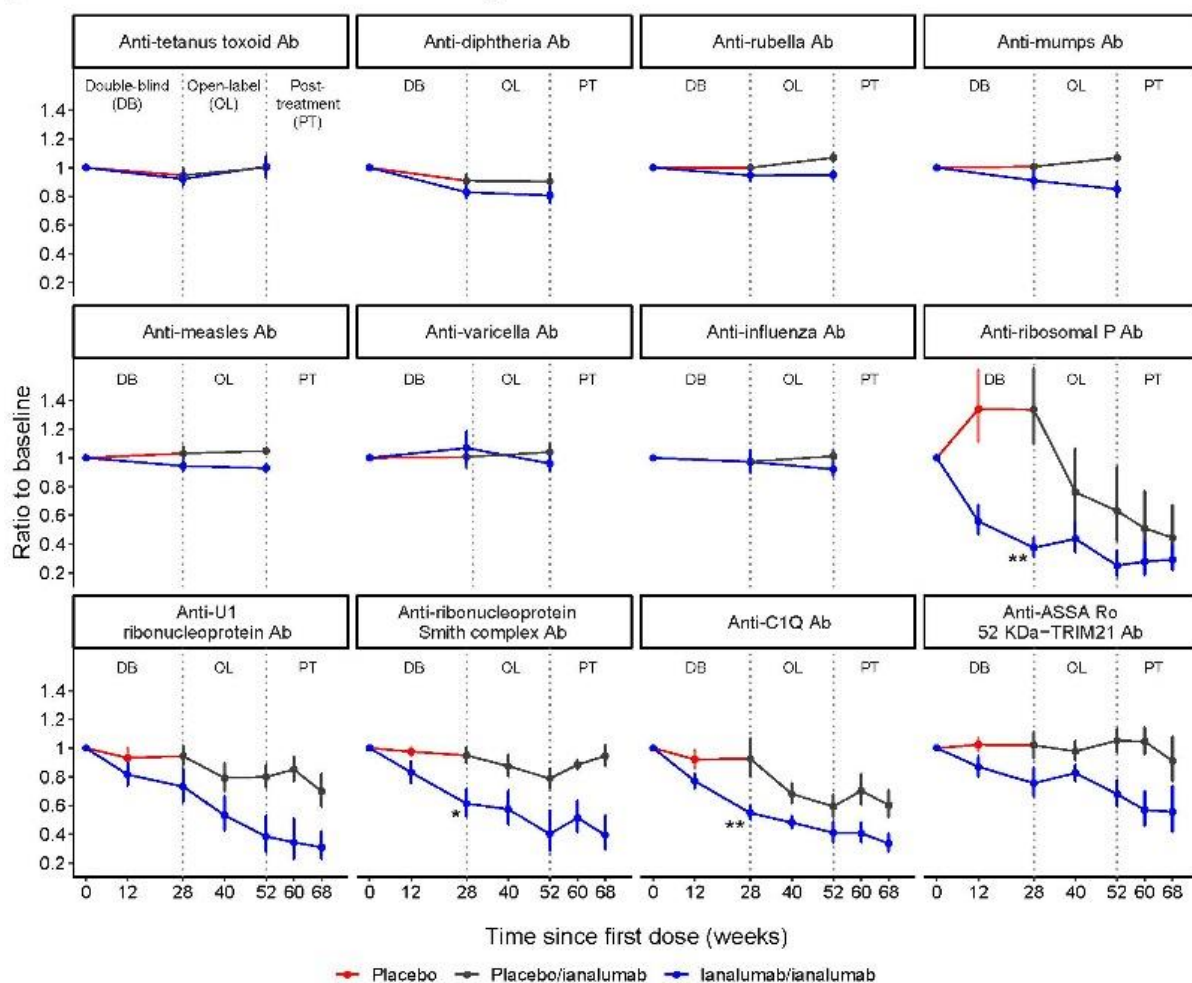 Anti-tetanus toxoid Ab
Anti-diphtheria Ab
Anti-rubella Ab
Anti-mumps Ab
Double-blind (DB)
Open-label (OL)
Post-treatment (PT)
DB OL PT
DB OL PT
DB OL PT
1.4
1.2
1
0.8
0.6
0.4
0.2
Anti-measles Ab
Anti-varicella Ab
Anti-influenza Ab
Anti-ribosomal P Ab
DB OL PT
DB OL PT
DB OL PT
DB OL PT
1.4
1.2
1
0.8
0.6
0.4
0.2
**
Ratio to baseline
Anti-U1
ribonucleoprotein Ab
Anti-ribonucleoprotein
Smith complex Ab
Anti-C1Q Ab
Anti-ASSA Ro
52 KDa-TRIM21 Ab
DB OL PT
DB OL PT
DB OL PT
DB OL PT
1.4
1.2
1
0.8
0.6
0.4
0.2
*
**
0 12 28 40 52 60 68
0 12 28 40 52 60 68
0 12 28 40 52 60 68
0 12 28 40 52 60 68
Time since first dose (weeks)
Placebo Placebo/ianalumab Ianalumab/ianalumab